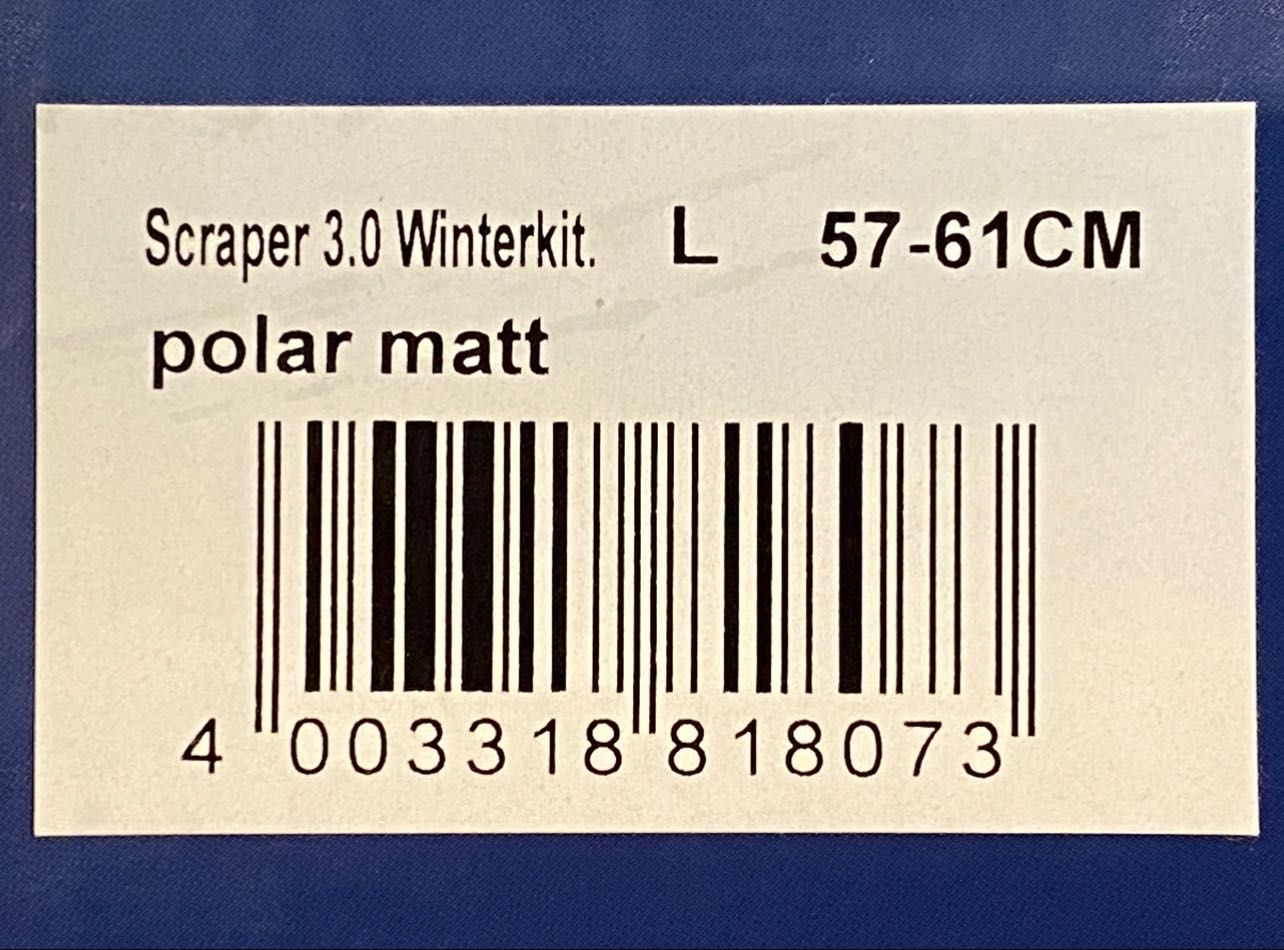 Scraper 3.0 Winterkit. L 57-61CM
polar matt
4 003318 818073